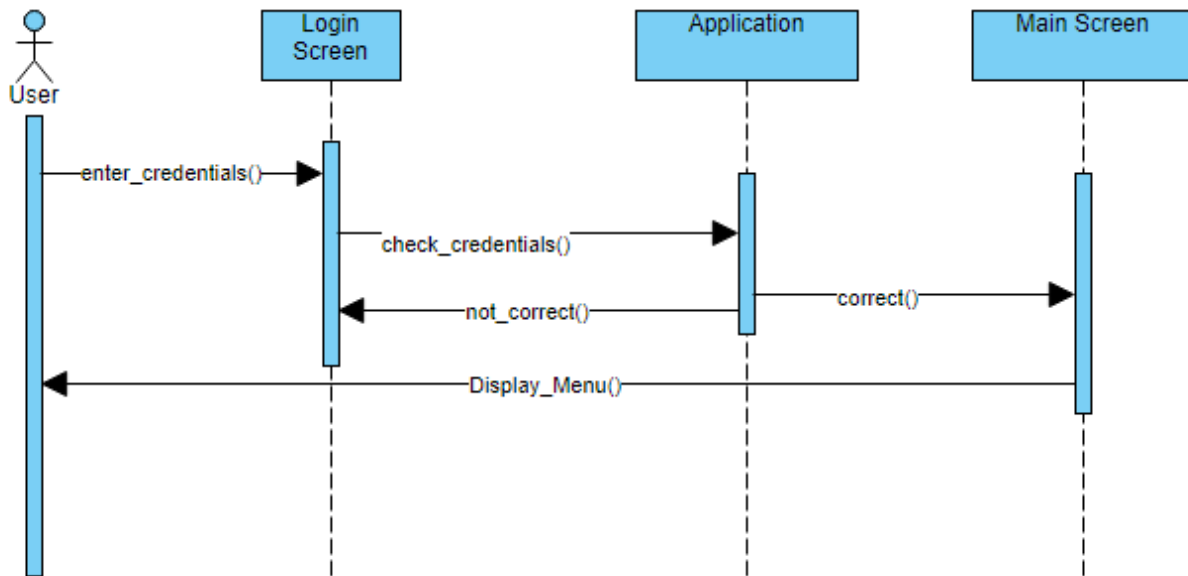 Login
Screen
Application
Main Screen
User
enter_credentials()
check_credentials()
correct()
not_correct()
Display_Menu()